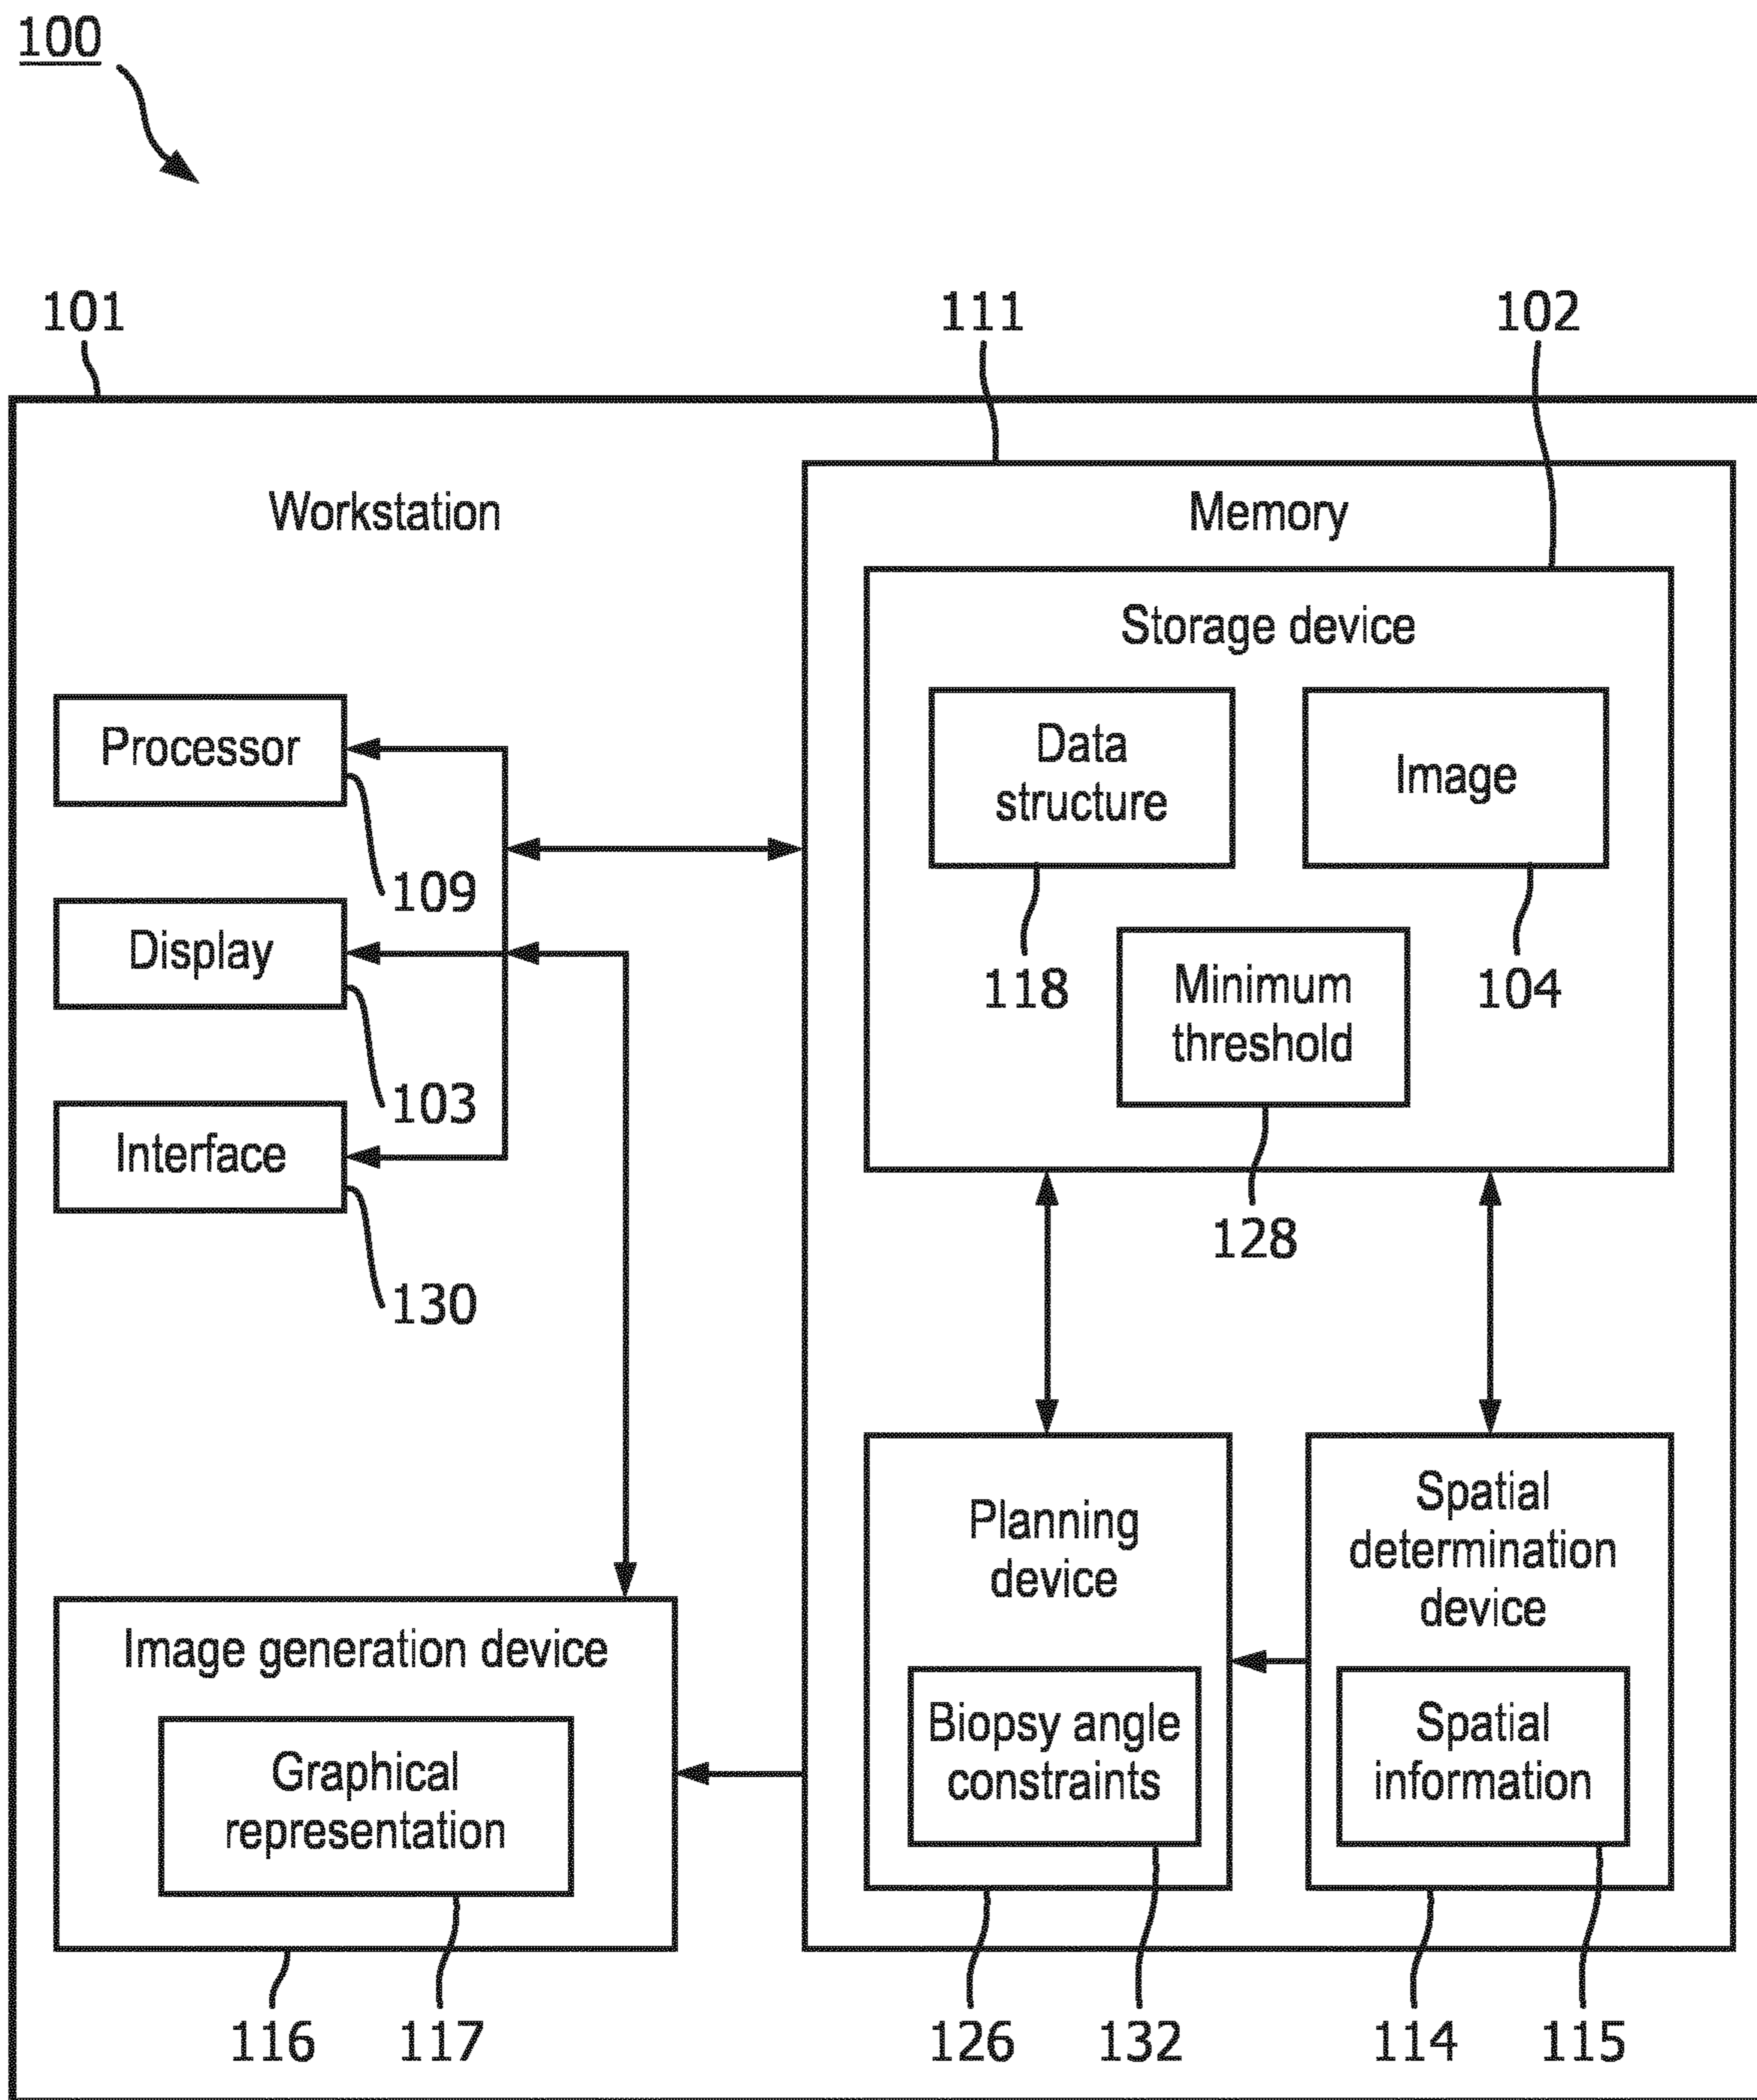 100
101
111
102
Workstation
Memory
Storage device
Processor
109
Data
structure
118
Image
104
Display
103
Minimum
threshold
128
Interface
130
Planning
device
Spatial
determination
device
Image generation device
Graphical
representation
Biopsy angle
constraints
Spatial
information
116
117
126
132
114
115